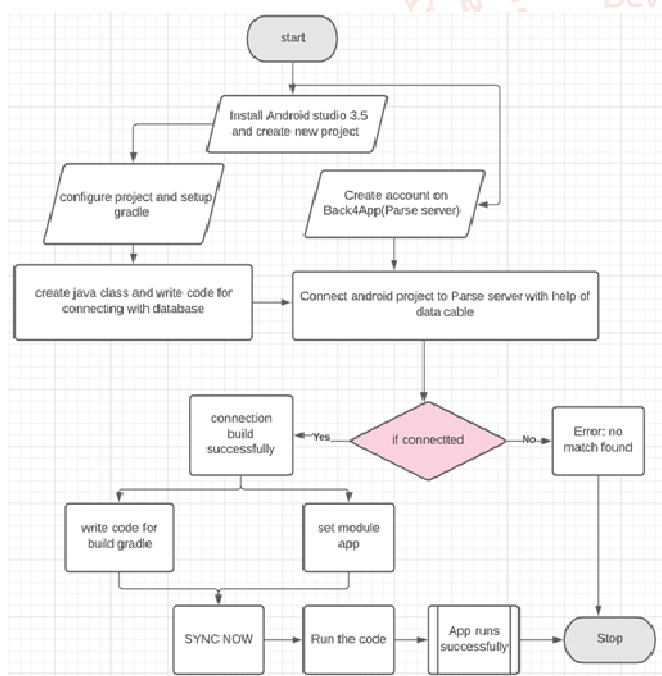 Dev
start
Install Android studio 3.5
and create new project
configure project and setup
gradle
Create account on
Back4App(Parse server)
create java class and write code for
connecting with database
Connect android project to Parse server with help of
data cable
connection
build
successfully
Yes
if connectted
No
Error: no
match found
write code for
build gradle
set module
app
SYNC NOW
Run the code
App runs
successfully
Stop